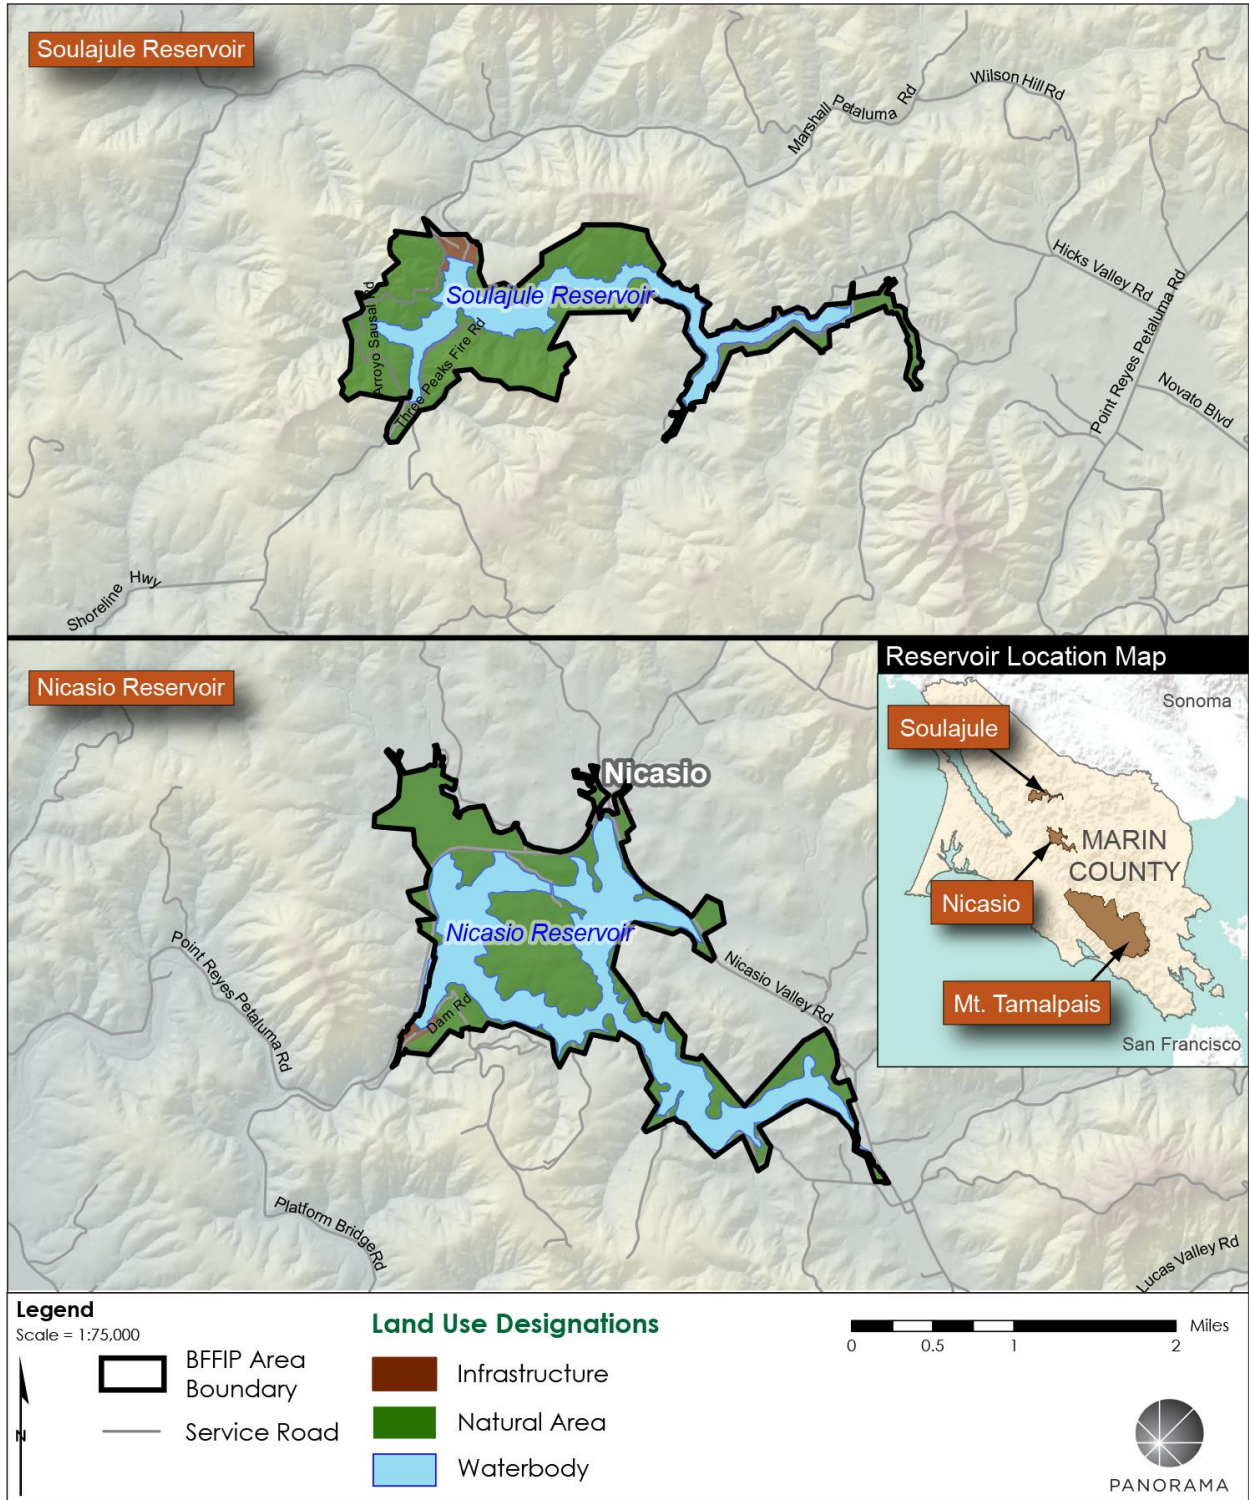 Soulajule Reservoir
Wilson Hill Rd
Marshall Petaluma Rd
Hicks Valley Rd
Point Reyes Petaluma Rd
Novato Blvd
Soulajule Reservoir
Arroyo Sausal Rd
Three Peaks Fire Rd
Shoreline Hwy
Nicasio Reservoir
Reservoir Location Map
Sonoma
Soulajule
MARIN
COUNTY
Nicasio
Mt. Tamalpais
San Francisco
Nicasio
Nicasio Reservoir
Point Reyes Petaluma Rd
Nicasio Valley Rd
Dam Rd
Platform Bridge Rd
Lucas Valley Rd
Legend
Scale = 1:75,000
N
BFFIP Area
Boundary
Service Road
Land Use Designations
Infrastructure
Natural Area
Waterbody
Miles
0 0.5 1 2
PANORAMA